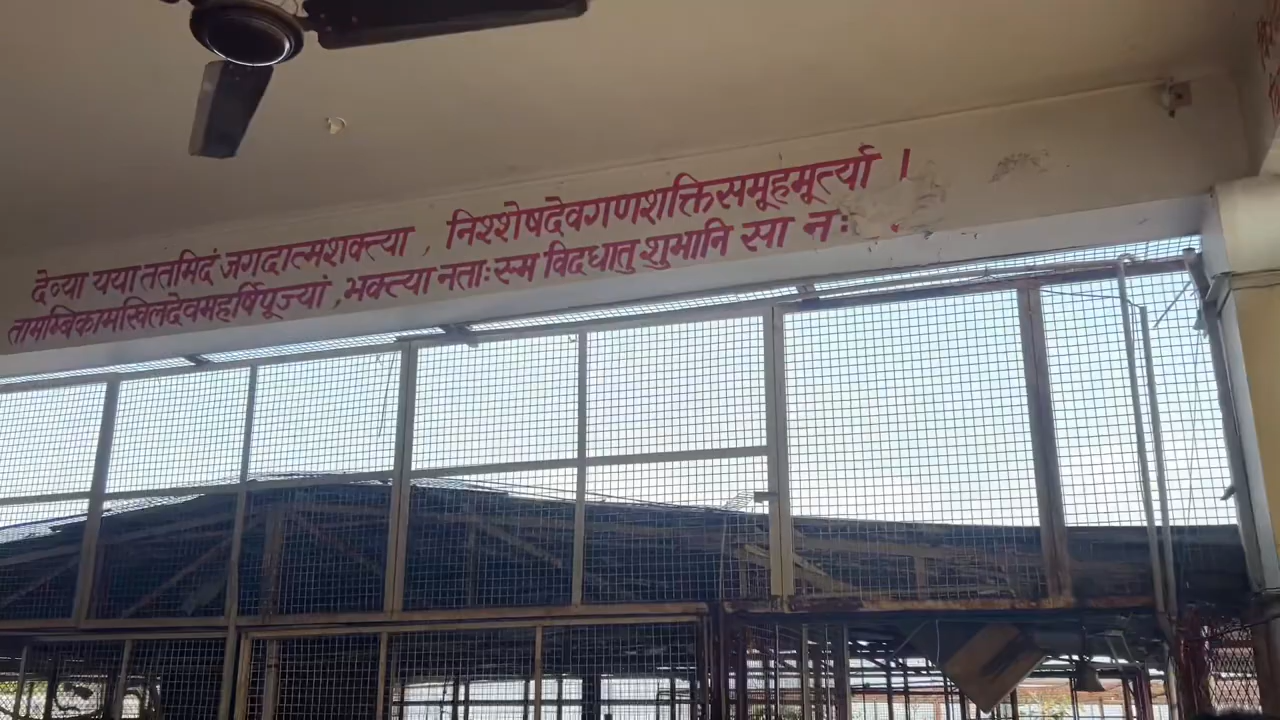 देव्या यया ततमिदं जगदात्मशक्त्या , निश्शेषदेवगणशक्तिसमूहमूर्त्या ।
तामम्बिकामखिलदेवमहर्षिपूज्यां , भक्त्या नताः स्म विदधातु शुभानि सा नः